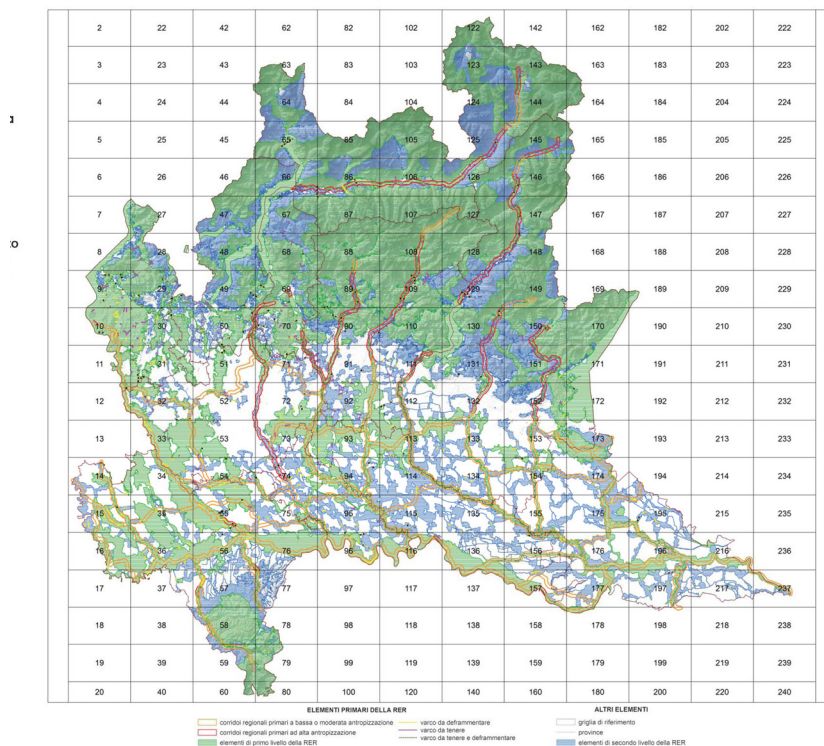 2 22 42 62 82 102 122 142 162 182 202 222
3 23 43 63 83 103 123 143 163 183 203 223
4 24 44 64 84 104 124 144 164 184 204 224
5 25 45 65 85 105 125 145 165 185 205 225
6 26 46 66 86 106 126 146 166 186 206 226
7 27 47 67 87 107 127 147 167 187 207 227
to
8 28 48 68 88 108 128 148 168 188 208 228
9 29 49 69 89 109 129 149 169 189 209 229
10 30 50 70 90 110 130 150 170 190 210 230
11 31 51 71 91 111 131 151 171 191 211 231
12 32 52 72 92 112 132 152 172 192 212 232
13 33 53 73 93 113 133 153 173 193 213 233
14 34 54 74 94 114 134 154 174 194 214 234
15 35 55 75 95 115 135 155 175 195 215 235
16 36 56 76 96 116 136 156 176 196 216 236
17 37 57 77 97 117 137 157 177 197 217 237
18 38 58 78 98 118 138 158 178 198 218 238
19 39 59 79 99 119 139 159 179 199 219 239
20 40 60 80 100 120 140 160 180 200 220 240
ELEMENTI PRIMARI DELLA RER
corridoi regionali primari a bassa o moderata antropizzazione
corridoi regionali primari ad alta antropizzazione
elementi di primo livello della RER
varco da deframmentare
varco da tenere
varco da tenere e deframmentare
ALTRI ELEMENTI
griglia di riferimento
province
elementi di secondo livello della RER